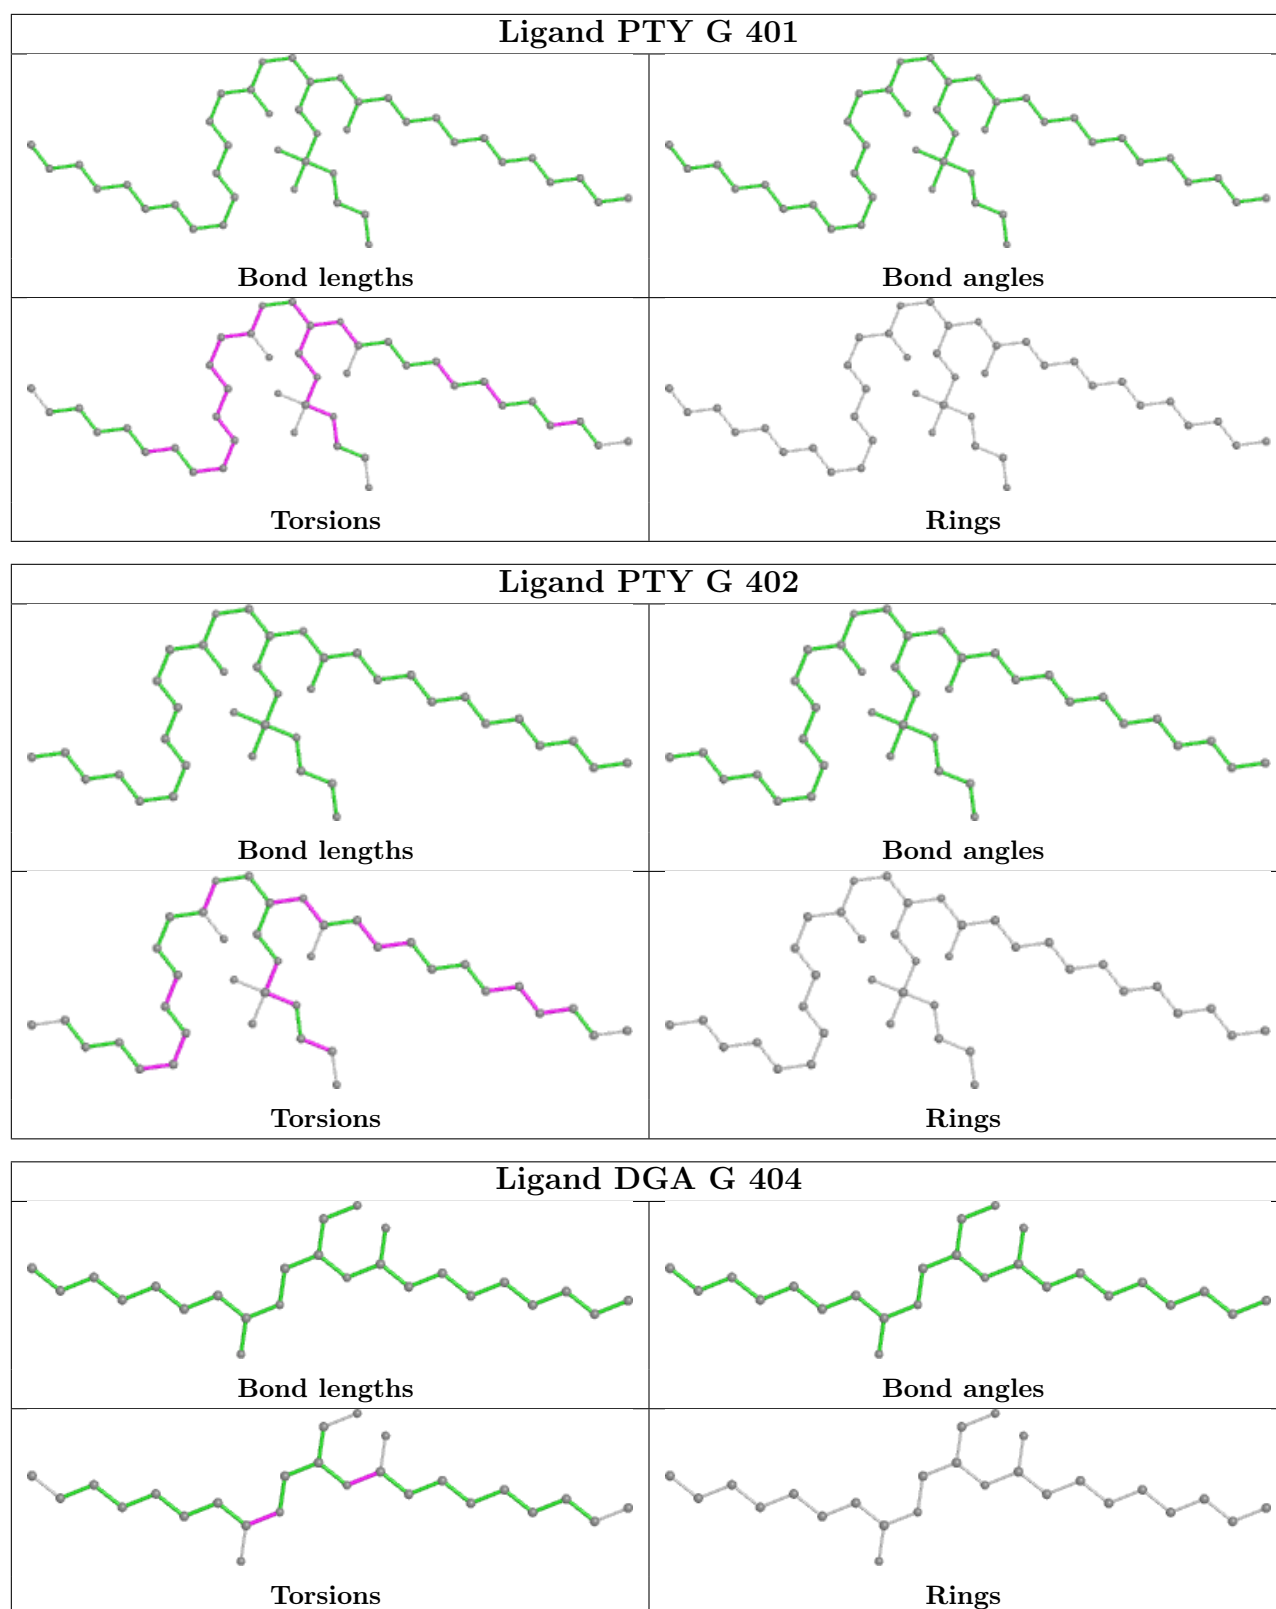 Ligand PTY G 401
Bond lengths
Bond angles
Torsions
Rings
Ligand PTY G 402
Bond lengths
Bond angles
Torsions
Rings
Ligand DGA G 404
Bond lengths
Bond angles
Torsions
Rings